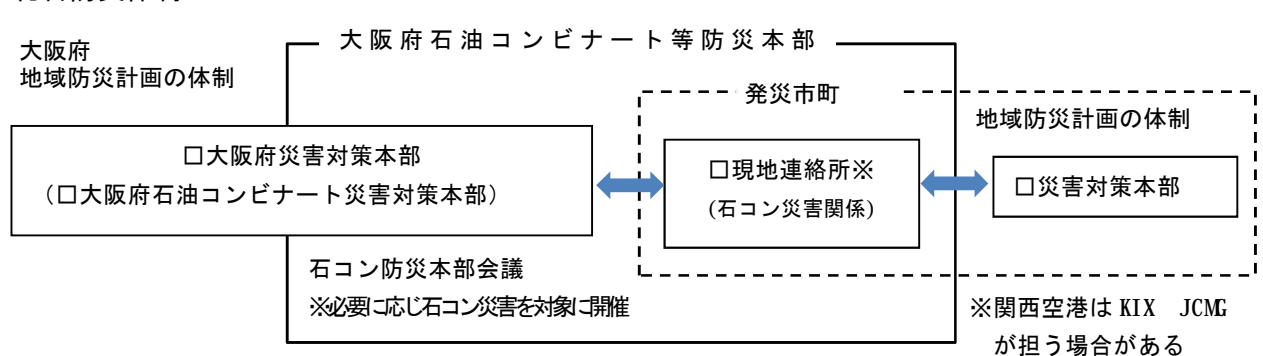 大阪府石油コンビナート等防災本部
大阪府
地域防災計画の体制
発災市町
地域防災計画の体制
□大阪府災害対策本部
（□大阪府石油コンビナート災害対策本部）
□現地連絡所※
(石コン災害関係)
□災害対策本部
石コン防災本部会議
※必要に応じ石コン災害を対象に開催
※関西空港は KIX JCMG
が担う場合がある